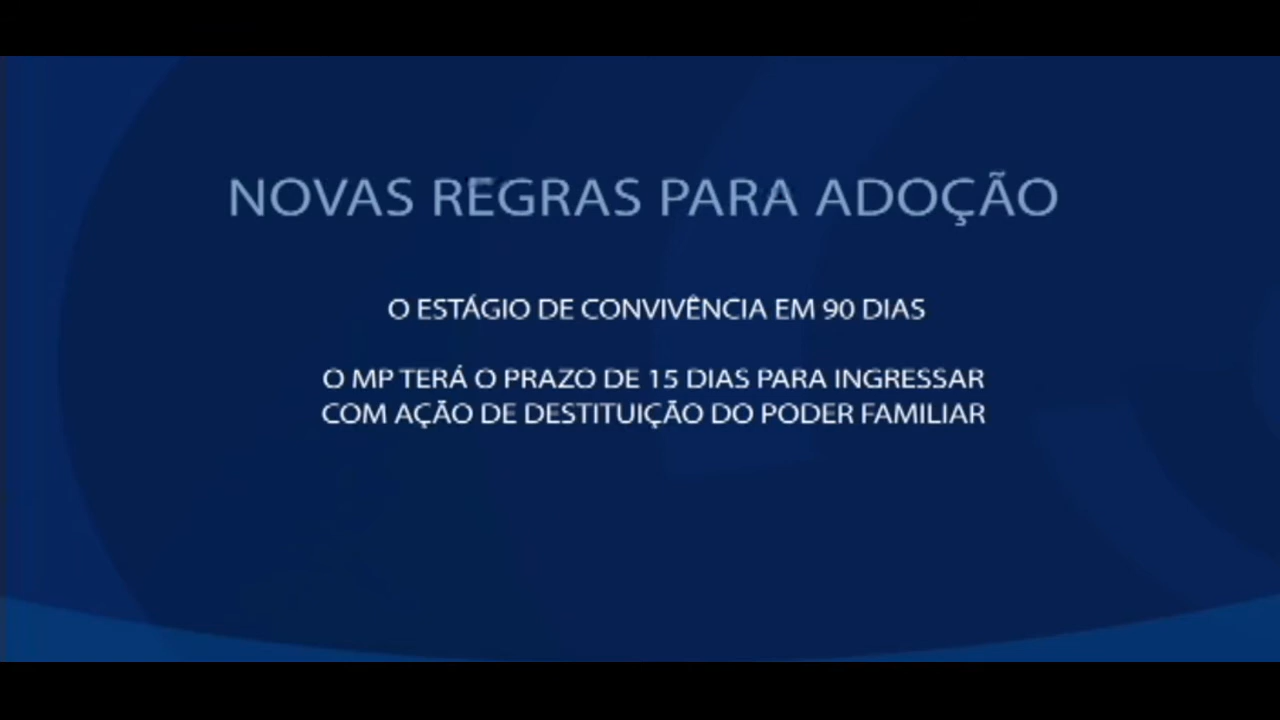 NOVAS REGRAS PARA ADOÇÃO
O ESTÁGIO DE CONVIVÊNCIA EM 90 DIAS
O MP TERÁ O PRAZO DE 15 DIAS PARA INGRESSAR
COM AÇÃO DE DESTITUIÇÃO DO PODER FAMILIAR